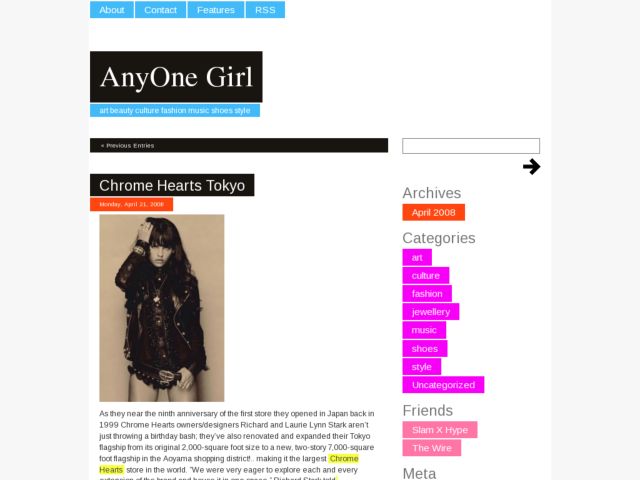 About Contact Features RSS
AnyOne Girl
art beauty culture fashion music shoes style
« Previous Entries
Chrome Hearts Tokyo
Monday, April 21, 2008
As they near the ninth anniversary of the first store they opened in Japan back in
1999 Chrome Hearts owners/designers Richard and Laurie Lynn Stark aren't
just throwing a birthday bash; they've also renovated and expanded their Tokyo
flagship from its original 2,000-square foot size to a new, two-story 7,000-square
foot flagship in the Aoyama shopping district!.. making it the largest Chrome
Hearts store in the world. "We were very eager to explore each and every
Archives
April 2008
Categories
art
culture
fashion
jewellery
music
shoes
style
Uncategorized
Friends
Slam X Hype
The Wire
Meta